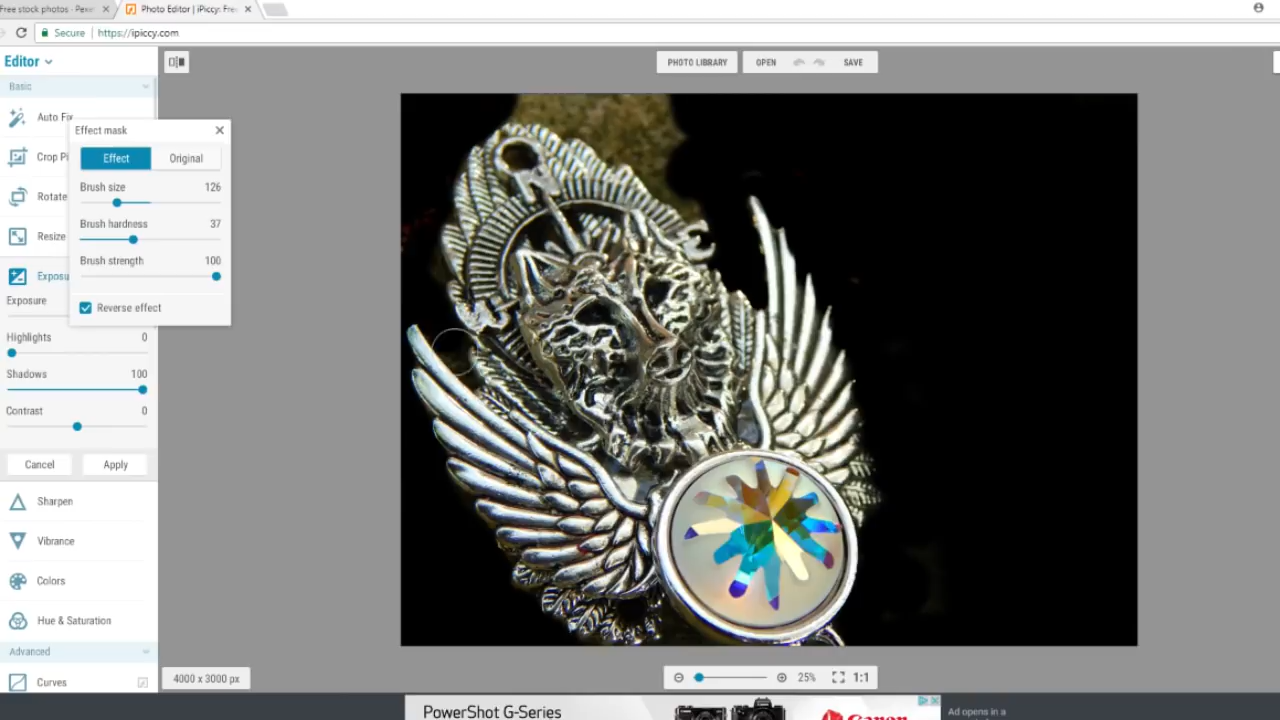 Free stock photos - Pexe
Photo Editor | iPiccy: Free
Secure
https://ipiccy.com
Editor
PHOTO LIBRARY
OPEN
SAVE
Basic
Auto Fix
Effect mask
Crop Pi
Effect
Original
Brush size
126
Rotate
Brush hardness
37
Resize
Brush strength
100
Exposu
Exposure
Reverse effect
Highlights
0
Shadows
100
Contrast
0
Cancel
Apply
Sharpen
Vibrance
Colors
Hue & Saturation
Advanced
Curves
4000 x 3000 px
25%
1:1
PowerShot G-Series
Canon
Ad opens in a